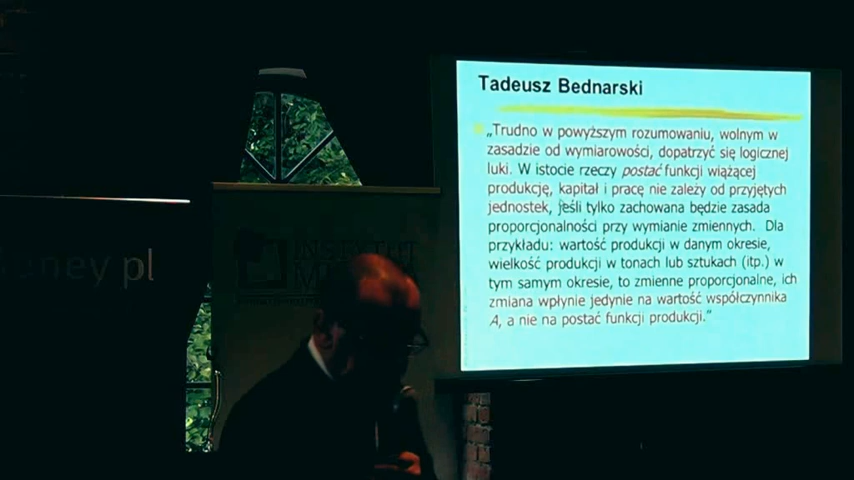 Tadeusz Bednarski
„Trudno w powyższym rozumowaniu, wolnym w
zasadzie od wymiarowości, dopatrzyć się logicznej
luki. W istocie rzeczy postać funkcji wiążącej
produkcję, kapitał i pracę nie zależy od przyjętych
jednostek, jeśli tylko zachowana będzie zasada
proporcjonalności przy wymianie zmiennych. Dla
przykładu: wartość produkcji w danym okresie,
wielkość produkcji w tonach lub sztukach (itp.) w
tym samym okresie, to zmienne proporcjonalne, ich
zmiana wpłynie jedynie na wartość współczynnika
A, a nie na postać funkcji produkcji.”
money pl
INSTYTUT